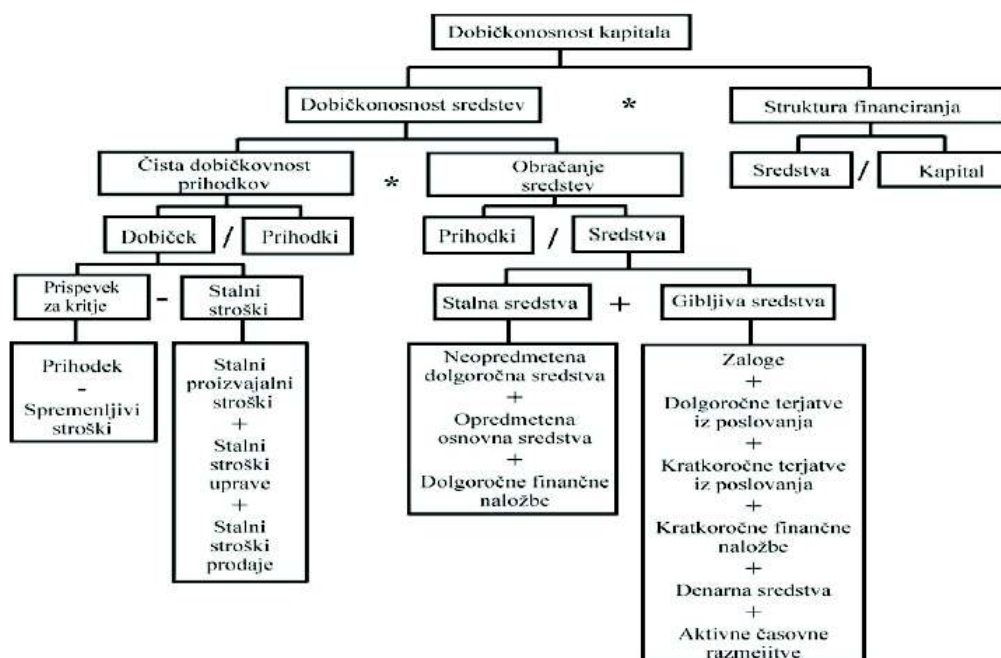 Dobičkonosnost kapitala
Dobičkonosnost sredstev * Struktura financiranja
Čista dobičkovnost
prihodkov
*
Obračanje
sredstev
Sredstva / Kapital
Dobiček / Prihodki
Prihodki / Sredstva
Prispevek
za kritje
-
Stalni
stroški
Stalna sredstva + Gibljiva sredstva
Prihodek
-
Spremenljivi
stroški
Stalni
proizvajalni
stroški
+
Stalni
stroški
uprave
+
Stalni
stroški
prodaje
Neopredmetena
dolgoročna sredstva
+
Opredmetena
osnovna sredstva
+
Dolgoročne finančne
naložbe
Zaloge
+
Dolgoročne terjatve
iz poslovanja
+
Kratkoročne terjatve
iz poslovanja
+
Kratkoročne finančne
naložbe
+
Denarna sredstva
+
Aktivne časovne
razmejitve